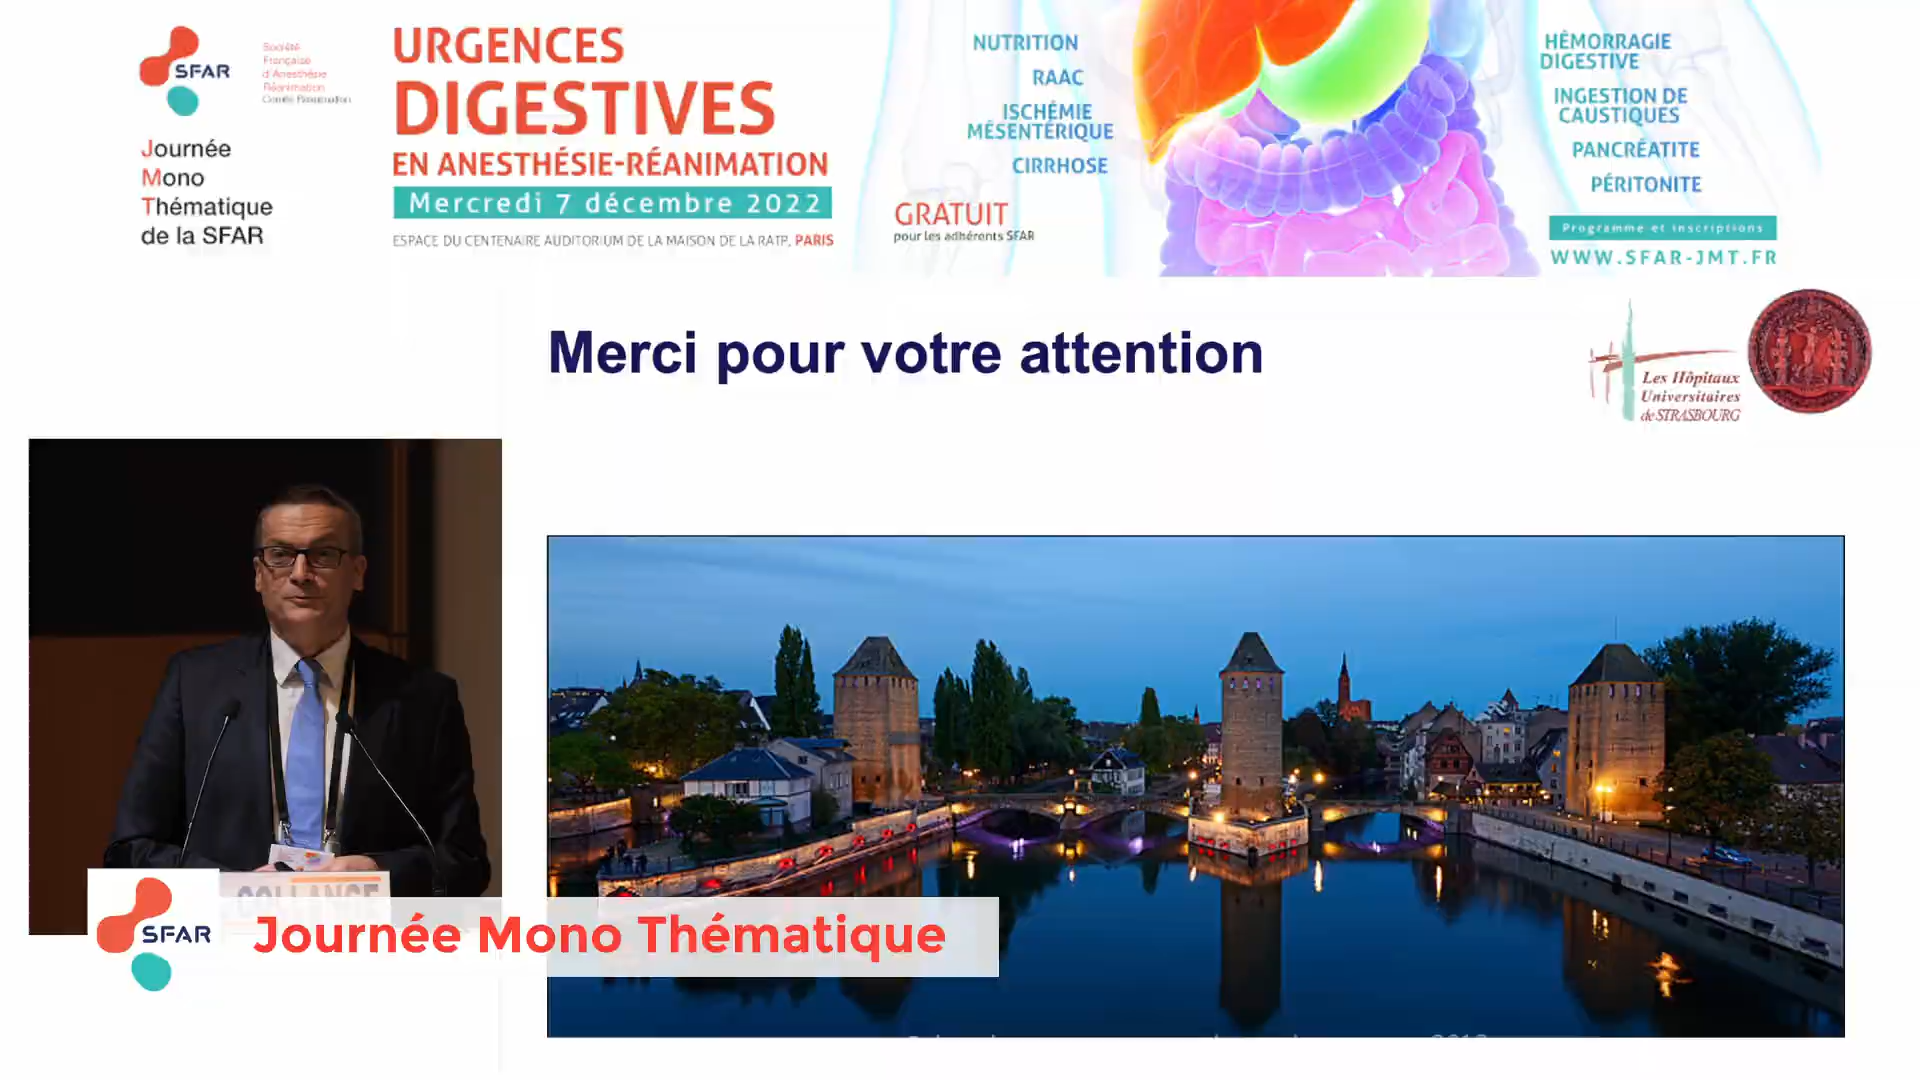 SFAR
Société
Française
d'Anesthésie
Réanimation
Comité Réanimation
Journée
Mono
Thématique
de la SFAR
URGENCES
DIGESTIVES
EN ANESTHÉSIE-RÉANIMATION
Mercredi 7 décembre 2022
ESPACE DU CENTENAIRE AUDITORIUM DE LA MAISON DE LA RATP, PARIS
NUTRITION
RAAC
ISCHÉMIE
MÉSENTÉRIQUE
CIRRHOSE
GRATUIT
pour les adhérents SFAR
HÉMORRAGIE
DIGESTIVE
INGESTION DE
CAUSTIQUES
PANCRÉATITE
PÉRITONITE
Programme et inscriptions
WWW.SFAR-JMT.FR
Merci pour votre attention
Les Hôpitaux
Universitaires
de STRASBOURG
COLLANGE
SFAR
Journée Mono Thématique